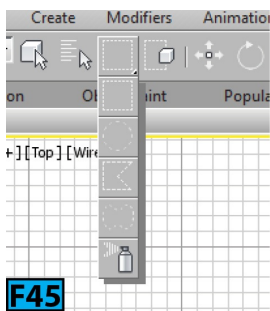 Create Modifiers Animation
on Ob int Popula
+ ] [ Top ] [ Wire
F45